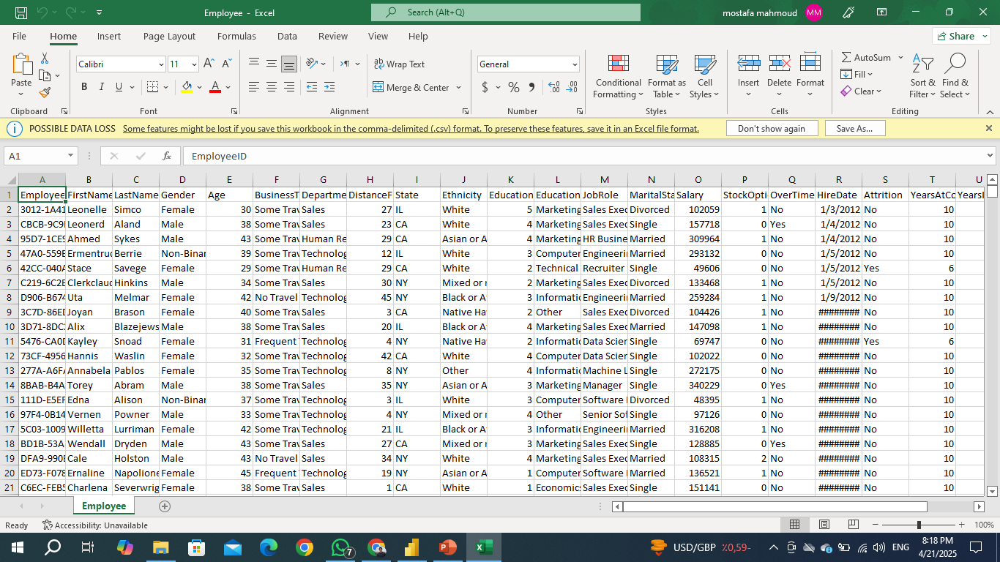 Employee - Excel
Search (Alt+Q)
mostafa mahmoud MM
File Home Insert Page Layout Formulas Data Review View Help Share
Paste
Calibri 11 A A
B I U A
ab Wrap Text
Merge & Center
General
$ % 9
Conditional Formatting
Format as Table
Cell Styles
Insert Delete Format
AutoSum
Fill
Clear
Sort & Filter
Find & Select
Clipboard Font Alignment Number Styles Cells Editing
POSSIBLE DATA LOSS Some features might be lost if you save this workbook in the comma-delimited (.csv) format. To preserve these features, save it in an Excel file format. Don't show again Save As...
A1 fx EmployeeID
A B C D E F G H I J K L M N O P Q R S T U
1 Employee FirstName LastName Gender Age BusinessT Departme DistanceF State Ethnicity Education Education JobRole MaritalSta Salary StockOpti OverTime HireDate Attrition YearsAtCo YearsI
2 3012-1A41 Leonelle Simco Female 30 Some Trav Sales 27 IL White 5 Marketing Sales Exec Divorced 102059 1 No 1/3/2012 No 10
3 CBCB-9C9 Leonerd Aland Male 38 Some Trav Sales 23 CA White 4 Marketing Sales Exec Single 157718 0 Yes 1/4/2012 No 10
4 95D7-1CE9 Ahmed Sykes Male 43 Some Trav Human Re 29 CA Asian or A 4 Marketing HR Busine Married 309964 1 No 1/4/2012 No 10
5 47A0-559E Ermentrud Berrie Non-Binar 39 Some Trav Technolog 12 IL White 3 Computer Engineeri Married 293132 0 No 1/5/2012 No 10
6 42CC-040A Stace Savege Female 29 Some Trav Human Re 29 CA White 2 Technical Recruiter Single 49606 0 No 1/5/2012 Yes 6
7 C219-6C2E Clerkclaud Hinkins Male 34 Some Trav Sales 30 NY Mixed or r 2 Marketing Sales Exec Divorced 133468 1 No 1/5/2012 No 10
8 D906-B674 Uta Melmar Female 42 No Travel Technolog 45 NY Black or A 3 Informatic Engineeri Married 259284 1 No 1/9/2012 No 10
9 3C7D-86ED Joyan Brason Female 40 Some Trav Sales 3 CA Native Ha 2 Other Sales Exec Divorced 104426 1 No ######## No 10
10 3D71-8DC Alix Blazejews Male 38 Some Trav Sales 20 IL Black or A 4 Marketing Sales Exec Married 147098 1 No ######## No 10
11 5476-CA0D Kayley Snoad Female 31 Frequent Technolog 4 NY Native Ha 2 Informatic Data Scier Single 69747 0 No ######## Yes 6
12 73CF-4956 Hannis Waslin Female 32 Some Trav Technolog 42 CA White 4 Computer Data Scier Single 102022 0 No ######## No 10
13 277A-A6F Annabela Pablos Female 35 Some Trav Technolog 8 NY Other 4 Informatic Machine L Single 272175 0 No ######## No 10
14 8BAB-B4A Torey Abram Male 38 Some Trav Sales 35 NY Asian or A 3 Marketing Manager Single 340229 0 Yes ######## No 10
15 111D-E5EF Edna Alison Non-Binar 37 Some Trav Technolog 3 IL White 3 Computer Software Divorced 48395 1 No ######## No 10
16 97F4-0B14 Vernen Powner Male 33 Some Trav Technolog 4 NY Mixed or r 4 Other Senior Sof Single 97126 0 No ######## No 10
17 5C03-1009 Willetta Lurriman Female 42 Some Trav Technolog 21 IL Black or A 3 Informatic Engineeri Married 316208 1 No ######## No 10
18 BD1B-53A Wendall Dryden Male 43 Some Trav Sales 27 CA Mixed or r 3 Marketing Sales Exec Single 128885 0 Yes ######## No 10
19 DFA9-990 Cale Holston Male 43 No Travel Sales 34 NY White 4 Marketing Sales Exec Married 108315 2 No ######## No 10
20 ED73-F078 Ernaline Napolione Female 45 Frequent Technolog 19 NY Asian or A 1 Computer Software Married 136521 1 No ######## No 10
21 C6EC-FEB5 Charlena Severwrig Female 38 Some Trav Sales 1 CA White 1 Economics Sales Exec Single 151141 0 No ######## No 10
Employee
Ready Accessibility: Unavailable 100%
7 USD/GBP ٪0,59- ENG 8:18 PM
4/21/2025